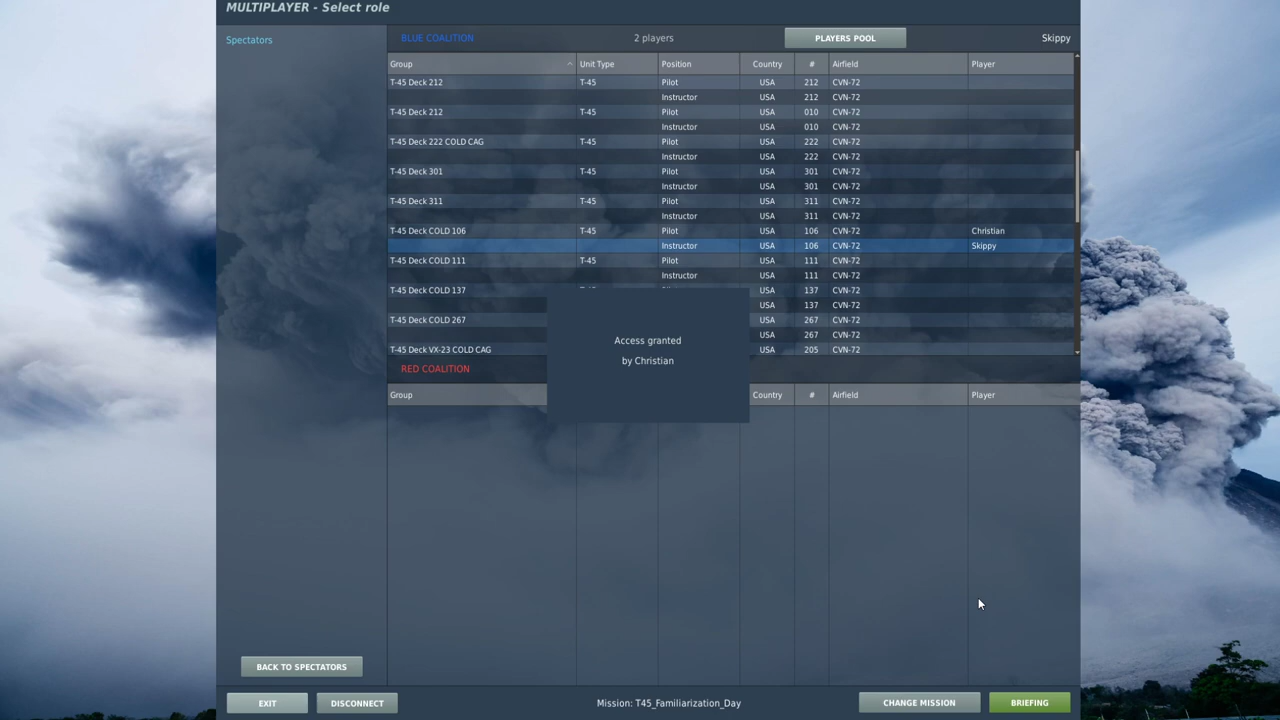 MULTIPLAYER - Select role
Spectators
BLUE COALITION 2 players PLAYERS POOL Skippy
Group Unit Type Position Country # Airfield Player
T-45 Deck 212 T-45 Pilot USA 212 CVN-72
Instructor USA 212 CVN-72
T-45 Deck 212 T-45 Pilot USA 010 CVN-72
Instructor USA 010 CVN-72
T-45 Deck 222 COLD CAG T-45 Pilot USA 222 CVN-72
Instructor USA 222 CVN-72
T-45 Deck 301 T-45 Pilot USA 301 CVN-72
Instructor USA 301 CVN-72
T-45 Deck 311 T-45 Pilot USA 311 CVN-72
Instructor USA 311 CVN-72
T-45 Deck COLD 106 T-45 Pilot USA 106 CVN-72 Christian
Instructor USA 106 CVN-72 Skippy
T-45 Deck COLD 111 T-45 Pilot USA 111 CVN-72
Instructor USA 111 CVN-72
T-45 Deck COLD 137 USA 137 CVN-72
USA 137 CVN-72
T-45 Deck COLD 267 USA 267 CVN-72
USA 267 CVN-72
T-45 Deck VX-23 COLD CAG USA 205 CVN-72
Access granted
by Christian
RED COALITION
Group Country # Airfield Player
BACK TO SPECTATORS
EXIT DISCONNECT Mission: T45_Familiarization_Day CHANGE MISSION BRIEFING